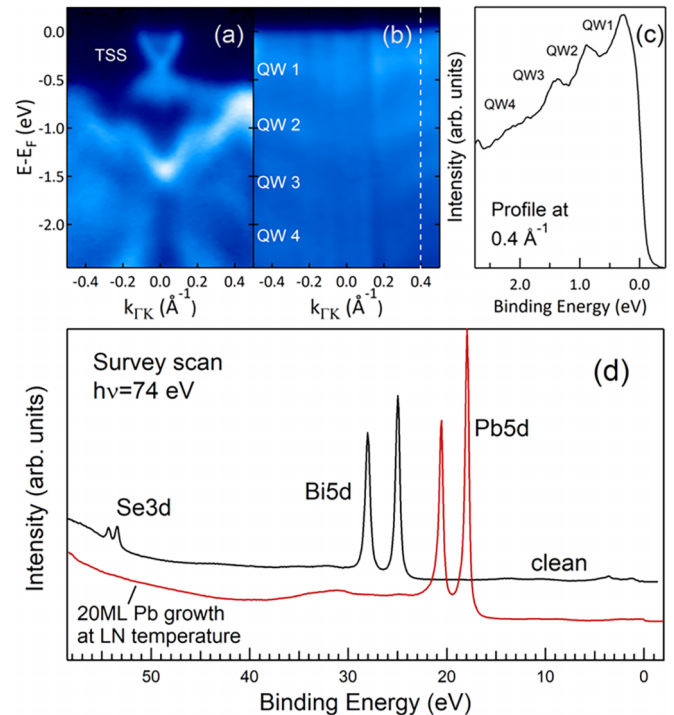 (a)
TSS
E-E_F (eV)
0.0
-0.5
-1.0
-1.5
-2.0
-0.4 -0.2 0.0 0.2 0.4
k_ΓK (Å⁻¹)
(b)
QW 1
QW 2
QW 3
QW 4
-0.4 -0.2 0.0 0.2 0.4
k_ΓK (Å⁻¹)
(c)
QW1
QW2
QW3
QW4
Intensity (arb. units)
Profile at
0.4 Å⁻¹
2.0 1.0 0.0
Binding Energy (eV)
(d)
Survey scan
hν=74 eV
Intensity (arb. units)
Se3d
Bi5d
Pb5d
clean
20ML Pb growth
at LN temperature
50 40 30 20 10 0
Binding Energy (eV)